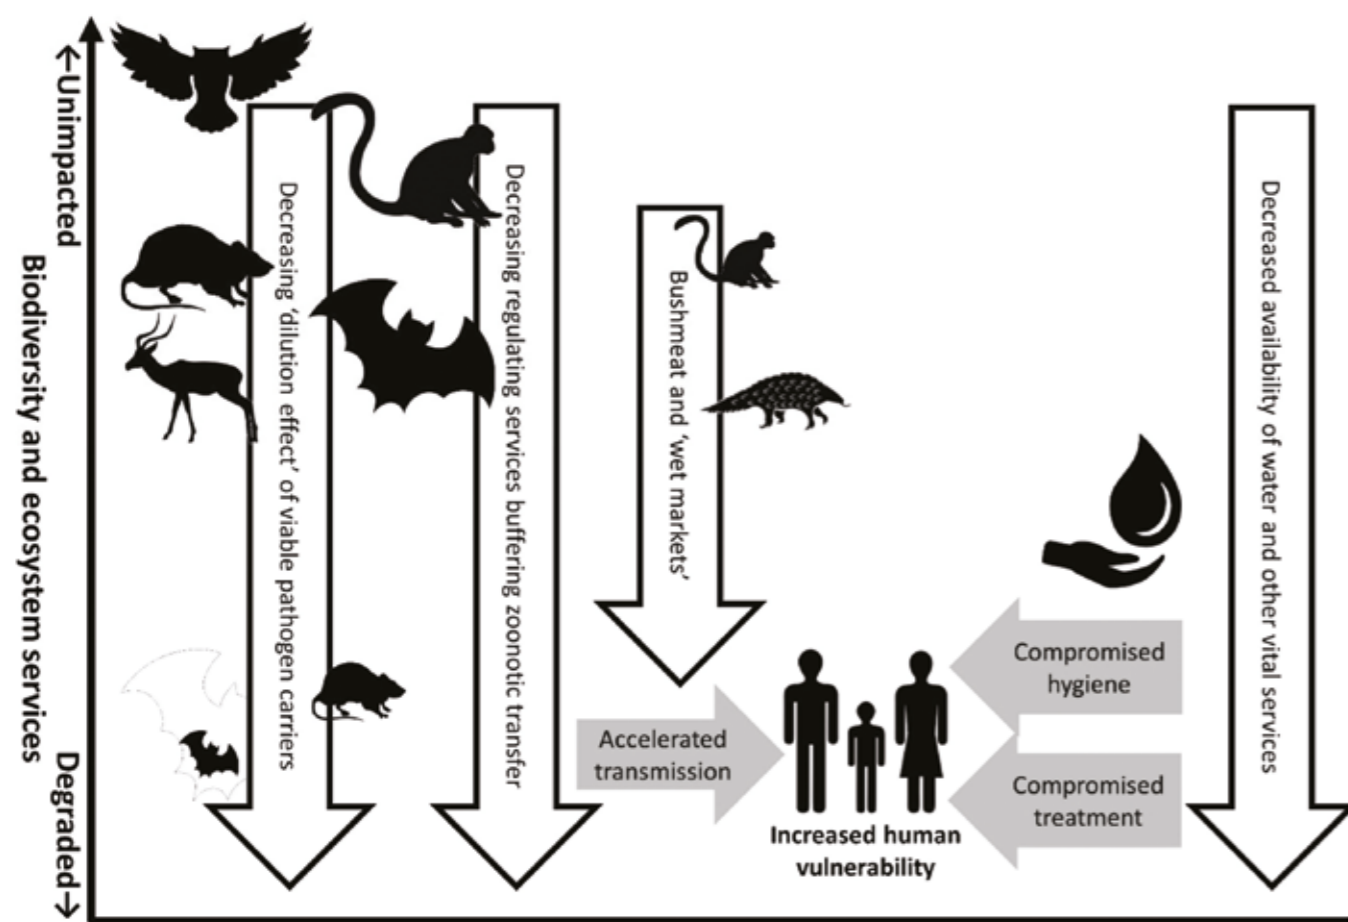 ←Unimpacted
Biodiversity and ecosystem services
Degraded→
Decreasing 'dilution effect' of viable pathogen carriers
Decreasing regulating services buffering zoonotic transfer
Bushmeat and 'wet markets'
Decreased availability of water and other vital services
Accelerated
transmission
Compromised
hygiene
Compromised
treatment
Increased human
vulnerability